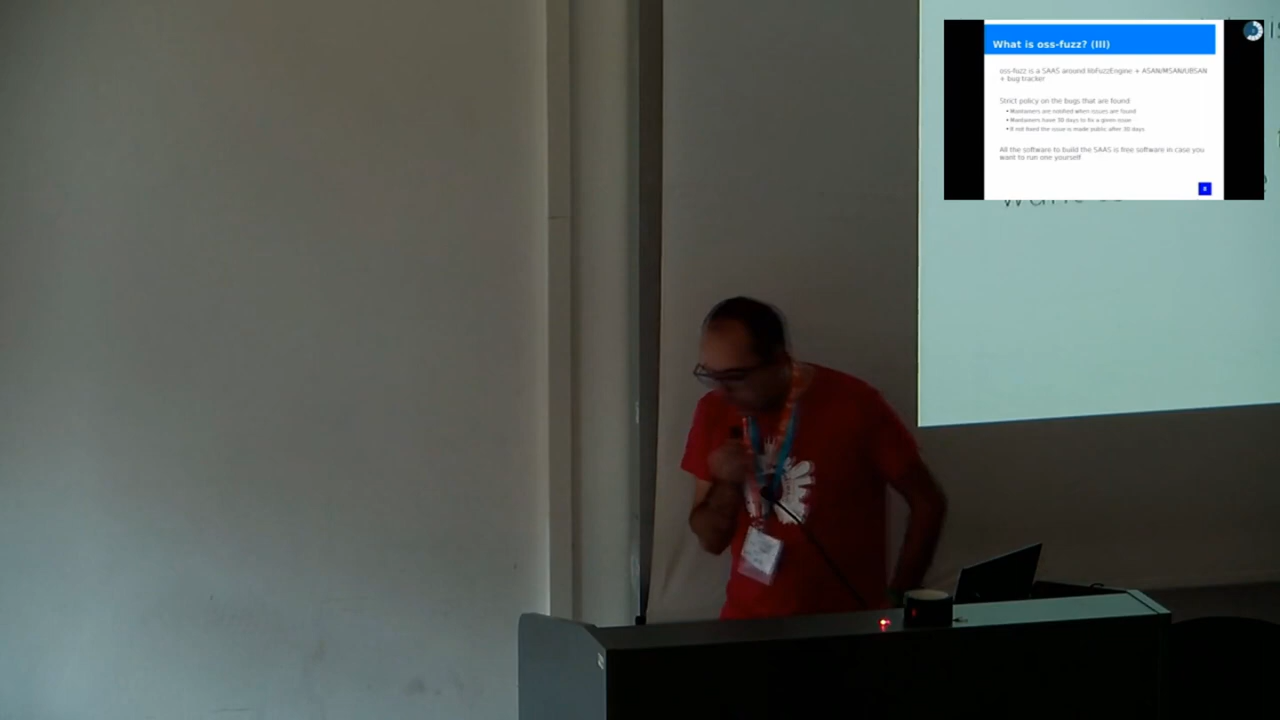 What is oss-fuzz? (III)
oss-fuzz is a SAAS around libFuzzEngine + ASAN/MSAN/UBSAN
+ bug tracker
Strict policy on the bugs that are found
• Maintainers are notified when issues are found
• Maintainers have 30 days to fix a given issue
• If not fixed the issue is made public after 30 days
All the software to build the SAAS is free software in case you
want to run one yourself